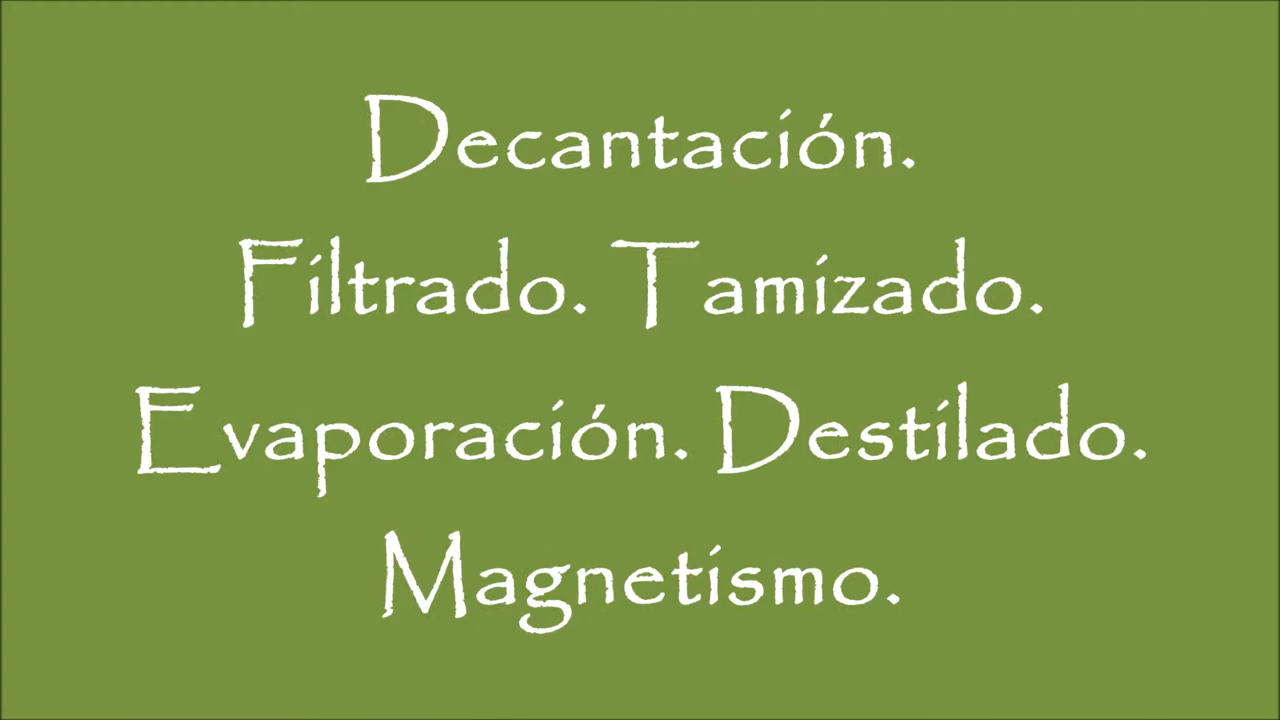 Decantación.
Filtrado. Tamizado.
Evaporación. Destilado.
Magnetismo.